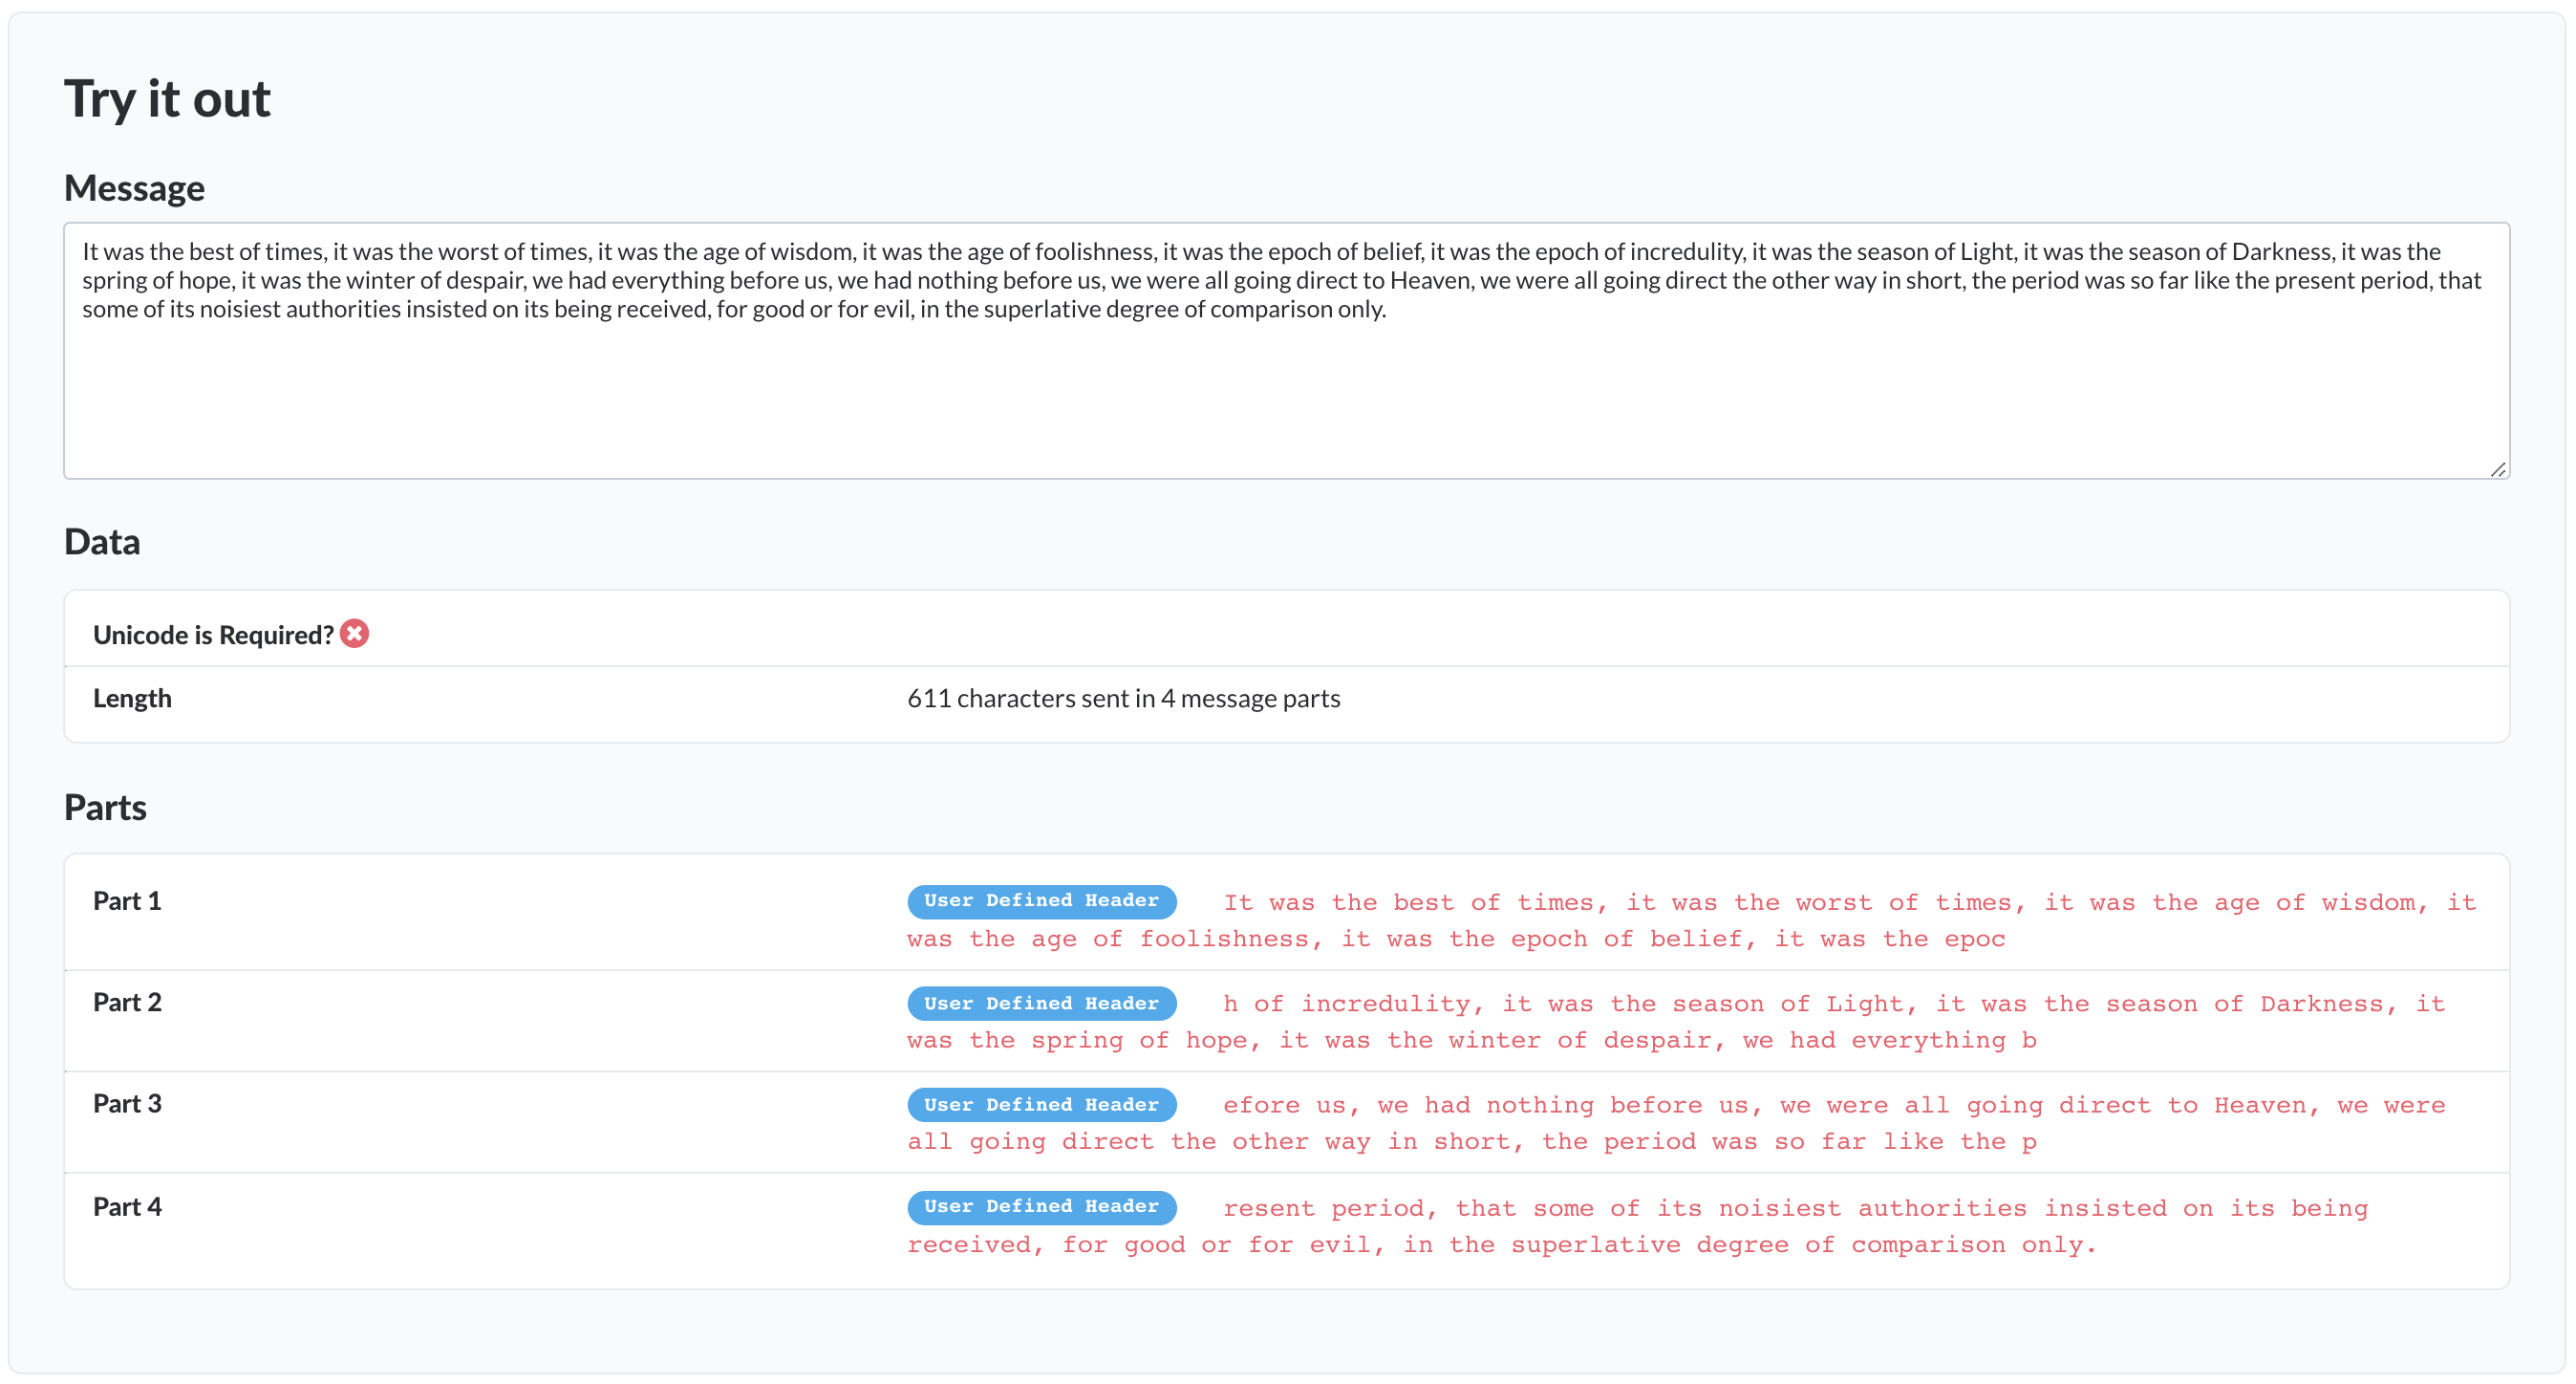 Try it out
Message
It was the best of times, it was the worst of times, it was the age of wisdom, it was the age of foolishness, it was the epoch of belief, it was the epoch of incredulity, it was the season of Light, it was the season of Darkness, it was the
spring of hope, it was the winter of despair, we had everything before us, we had nothing before us, we were all going direct to Heaven, we were all going direct the other way in short, the period was so far like the present period, that
some of its noisiest authorities insisted on its being received, for good or for evil, in the superlative degree of comparison only.
Data
Unicode is Required?
Length 611 characters sent in 4 message parts
Parts
Part 1 User Defined Header It was the best of times, it was the worst of times, it was the age of wisdom, it
was the age of foolishness, it was the epoch of belief, it was the epoc
Part 2 User Defined Header h of incredulity, it was the season of Light, it was the season of Darkness, it
was the spring of hope, it was the winter of despair, we had everything b
Part 3 User Defined Header efore us, we had nothing before us, we were all going direct to Heaven, we were
all going direct the other way in short, the period was so far like the p
Part 4 User Defined Header resent period, that some of its noisiest authorities insisted on its being
received, for good or for evil, in the superlative degree of comparison only.